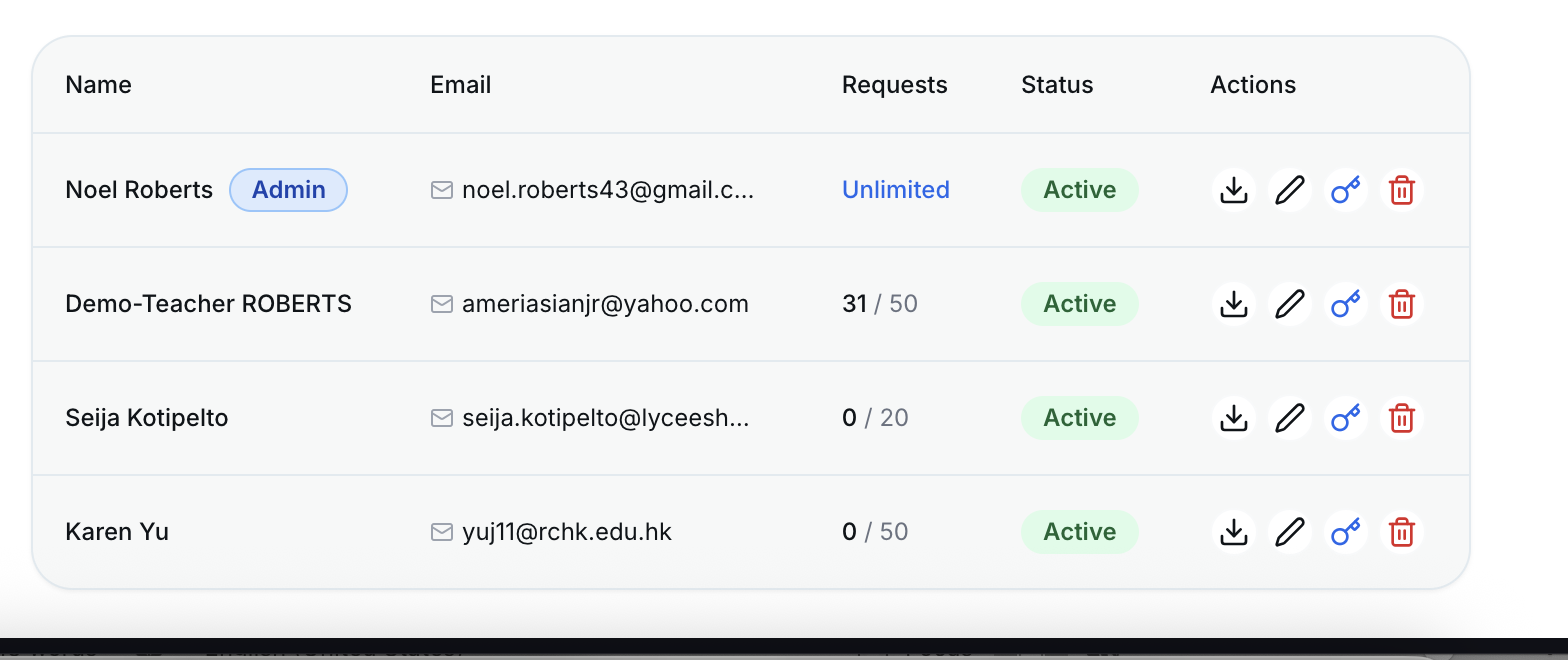 Name Email Requests Status Actions
Noel Roberts Admin noel.roberts43@gmail.c... Unlimited Active
Demo-Teacher ROBERTS ameriasianjr@yahoo.com 31 / 50 Active
Seija Kotipelto seija.kotipelto@lyceesh... 0 / 20 Active
Karen Yu yuj11@rchk.edu.hk 0 / 50 Active